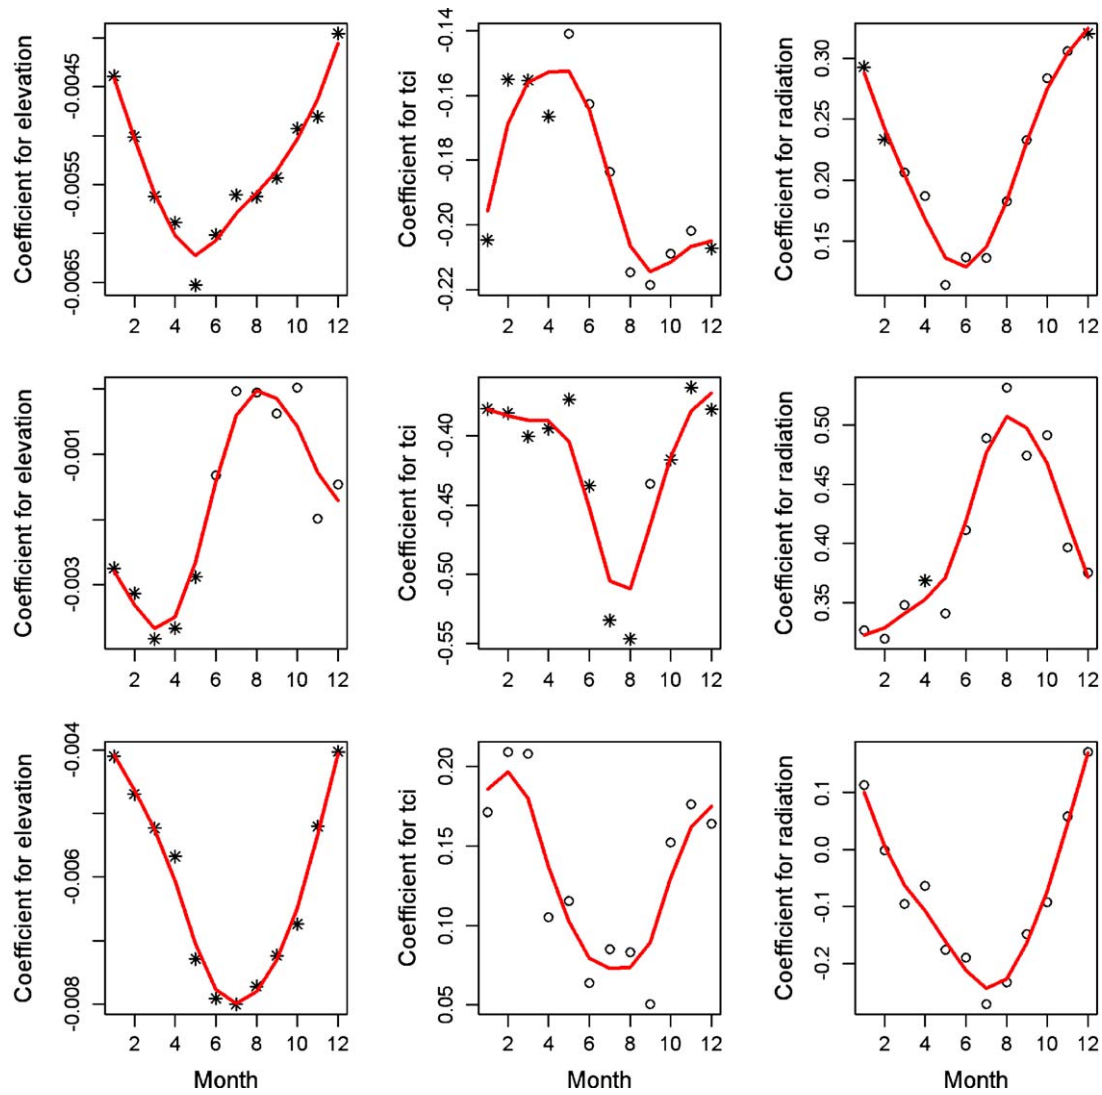 Coefficient for elevation
-0.0065 -0.0055 -0.0045
2 4 6 8 10 12
Coefficient for tci
-0.22 -0.20 -0.18 -0.16 -0.14
2 4 6 8 10 12
Coefficient for radiation
0.15 0.20 0.25 0.30
2 4 6 8 10 12
Coefficient for elevation
-0.003 -0.001
2 4 6 8 10 12
Coefficient for tci
-0.55 -0.50 -0.45 -0.40
2 4 6 8 10 12
Coefficient for radiation
0.35 0.40 0.45 0.50
2 4 6 8 10 12
Coefficient for elevation
-0.008 -0.006 -0.004
2 4 6 8 10 12
Month
Coefficient for tci
0.05 0.10 0.15 0.20
2 4 6 8 10 12
Month
Coefficient for radiation
-0.2 -0.1 0.0 0.1
2 4 6 8 10 12
Month